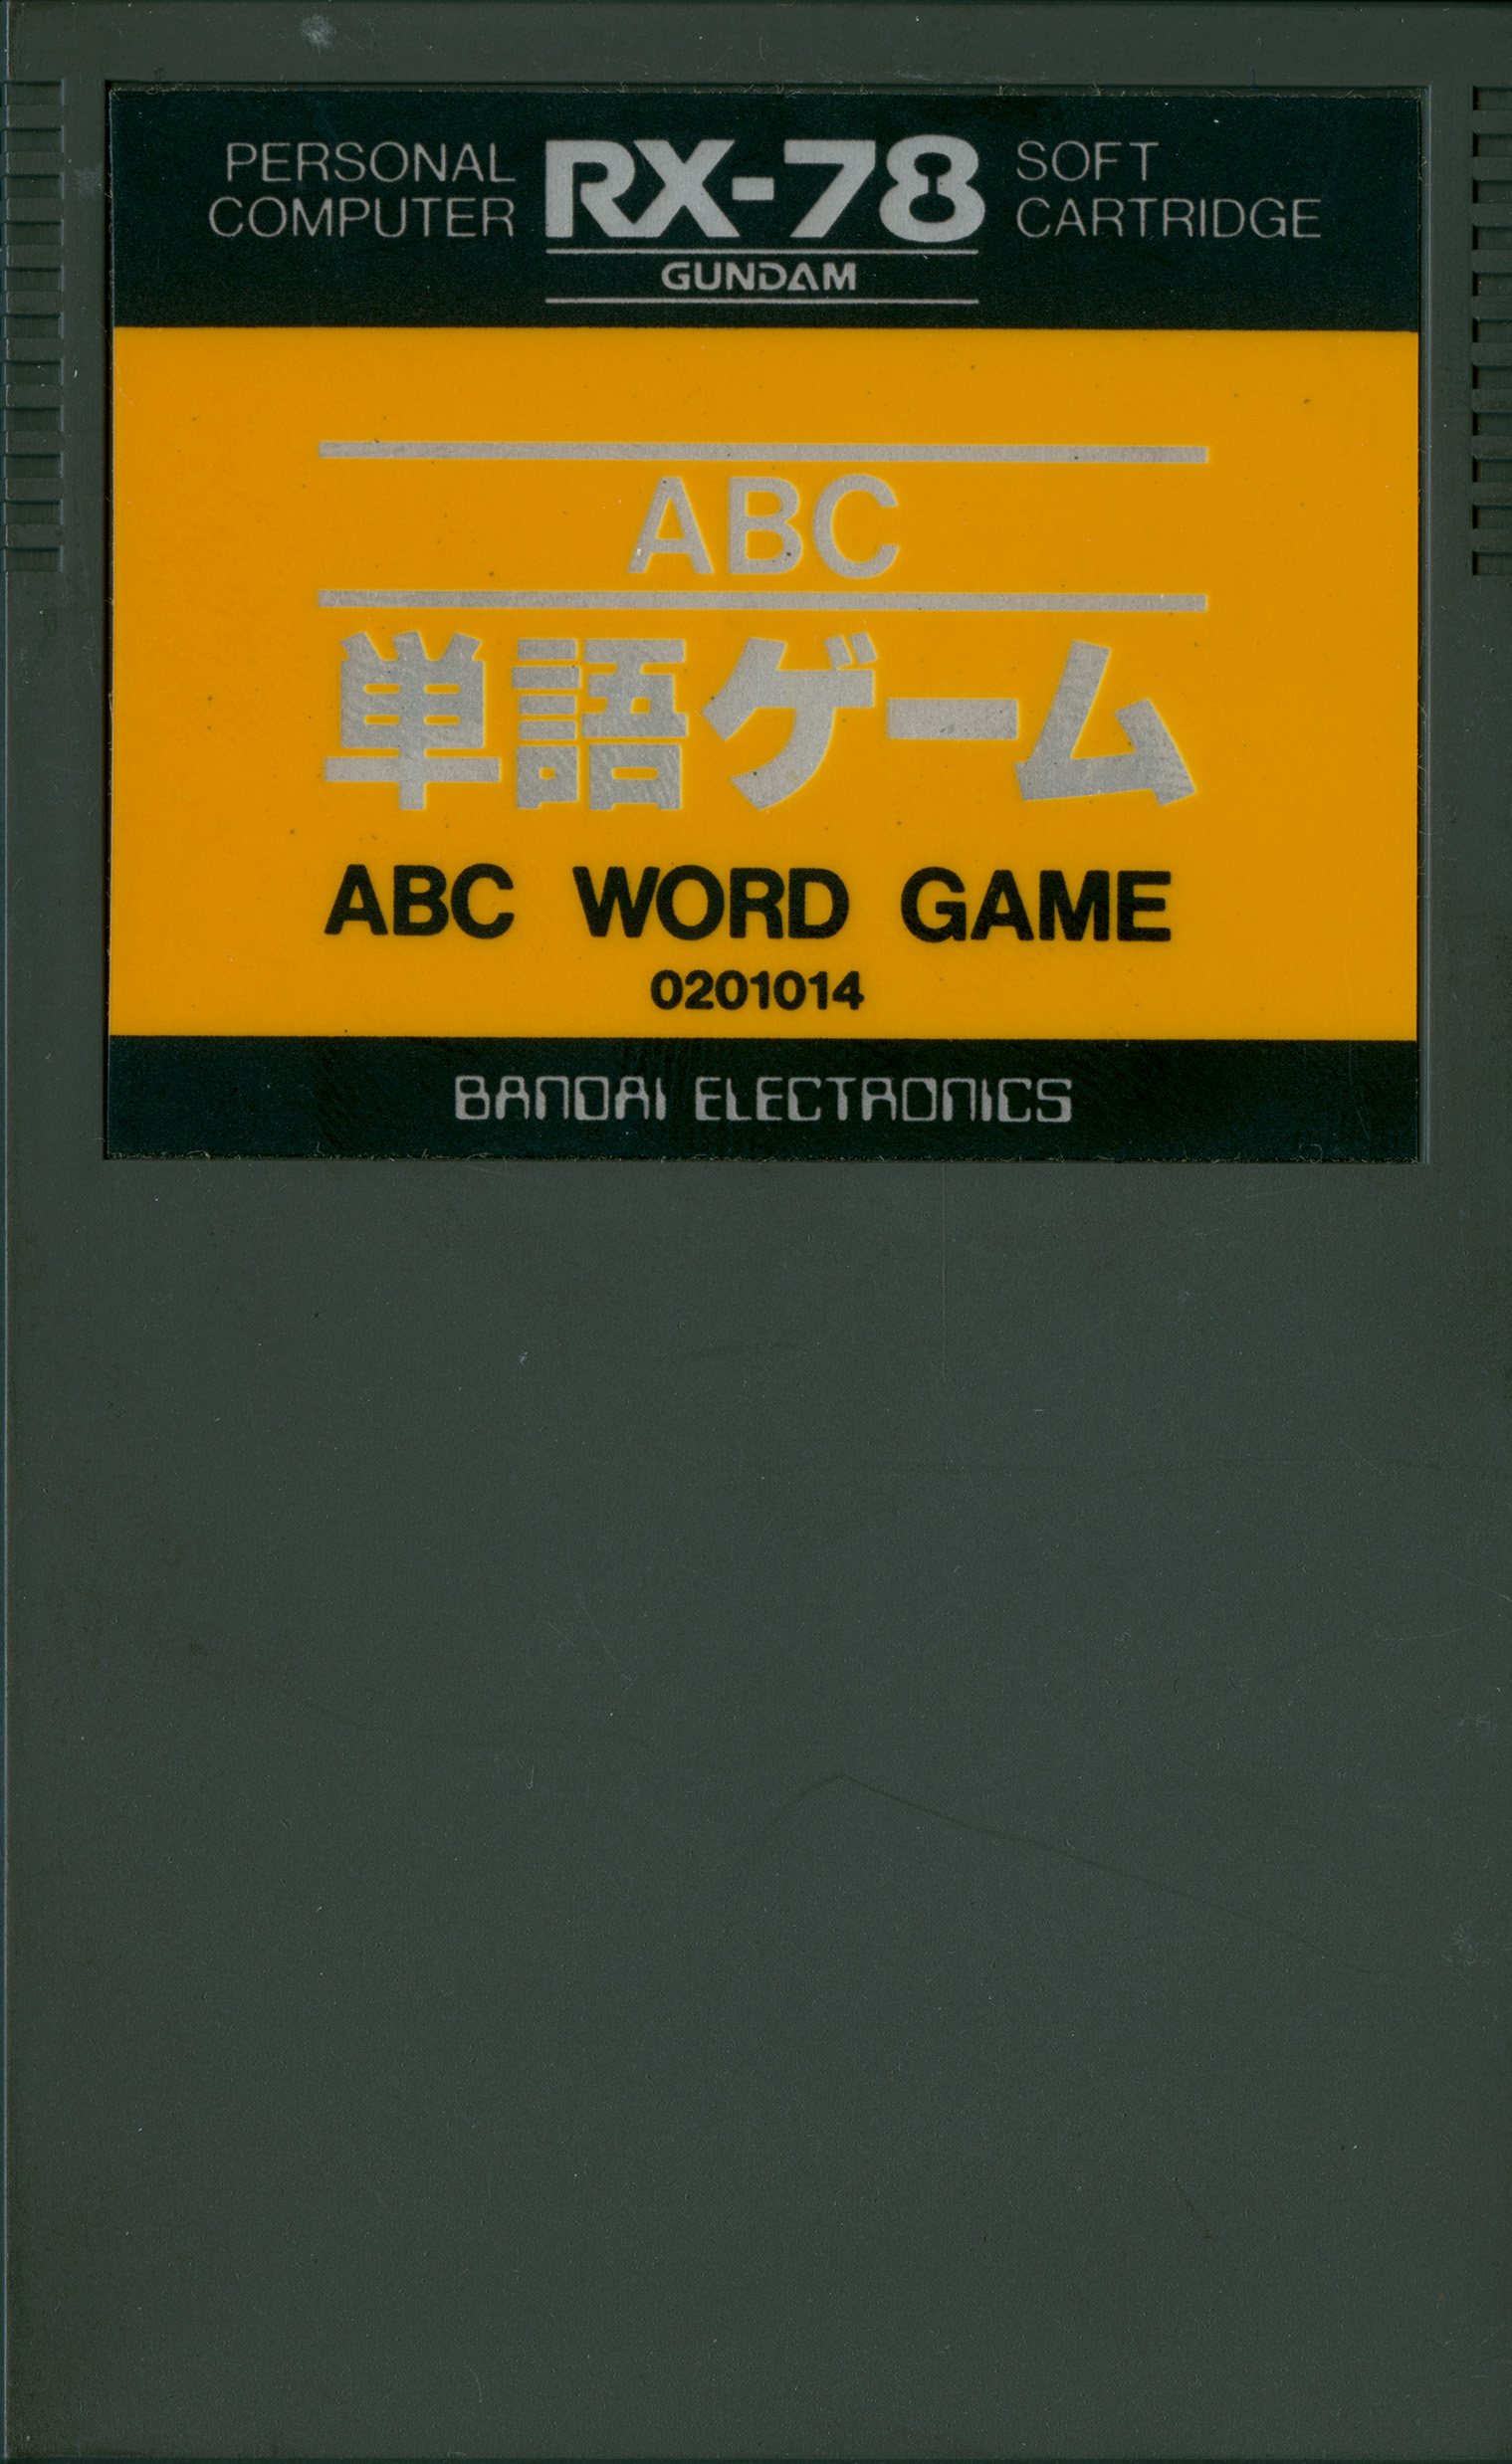 PERSONAL COMPUTER
RX-78
GUNDAM
SOFT CARTRIDGE
ABC
単語ゲーム
ABC WORD GAME
0201014
BANDAI ELECTRONICS